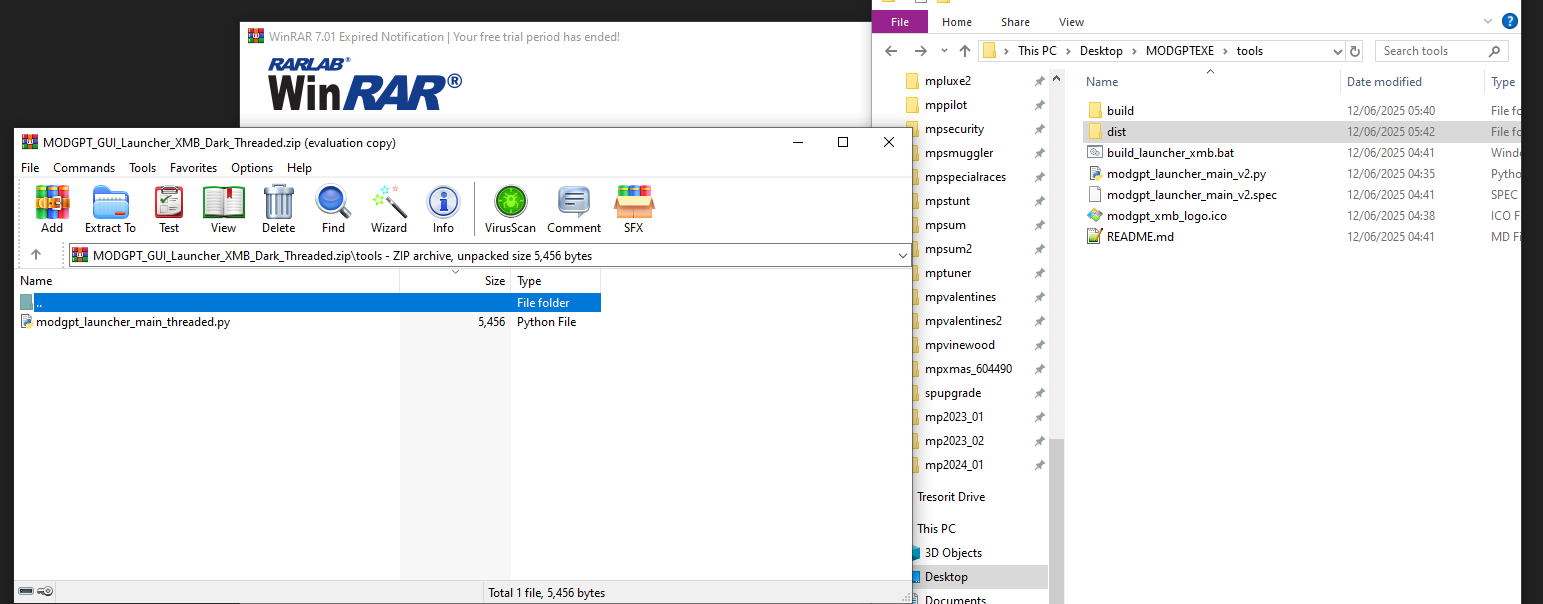 WinRAR 7.01 Expired Notification | Your free trial period has ended!
RARLAB®
WinRAR®
MODGPT_GUI_Launcher_XMB_Dark_Threaded.zip (evaluation copy)
File Commands Tools Favorites Options Help
Add Extract To Test View Delete Find Wizard Info VirusScan Comment SFX
MODGPT_GUI_Launcher_XMB_Dark_Threaded.zip\tools - ZIP archive, unpacked size 5,456 bytes
Name Size Type
.. File folder
modgpt_launcher_main_threaded.py 5,456 Python File
Total 1 file, 5,456 bytes
File Home Share View
This PC Desktop MODGPTEXE tools Search tools
mpluxe2
mppilot
mpsecurity
mpsmuggler
mpspecialraces
mpstunt
mpsum
mpsum2
mptuner
mpvalentines
mpvalentines2
mpvinewood
mpxmas_604490
spupgrade
mp2023_01
mp2023_02
mp2024_01
Tresorit Drive
This PC
3D Objects
Desktop
Documents
Name Date modified Type
build 12/06/2025 05:40 File fo
dist 12/06/2025 05:42 File fo
build_launcher_xmb.bat 12/06/2025 04:41 Windo
modgpt_launcher_main_v2.py 12/06/2025 04:35 Pytho
modgpt_launcher_main_v2.spec 12/06/2025 04:41 SPEC
modgpt_xmb_logo.ico 12/06/2025 04:38 ICO F
README.md 12/06/2025 04:41 MD Fi